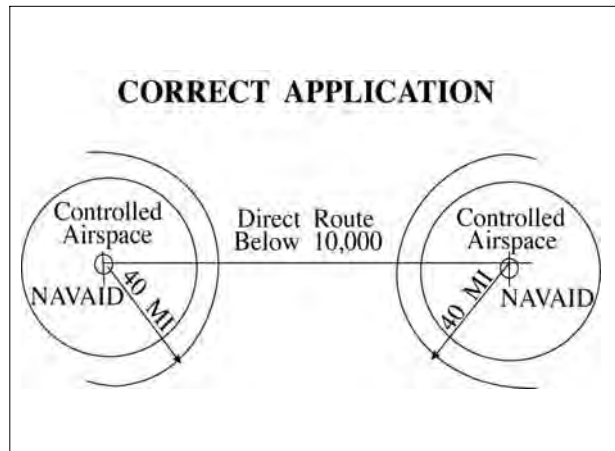 CORRECT APPLICATION
Controlled
Airspace
NAVAID
40 MI
Direct Route
Below 10,000
Controlled
Airspace
NAVAID
40 MI